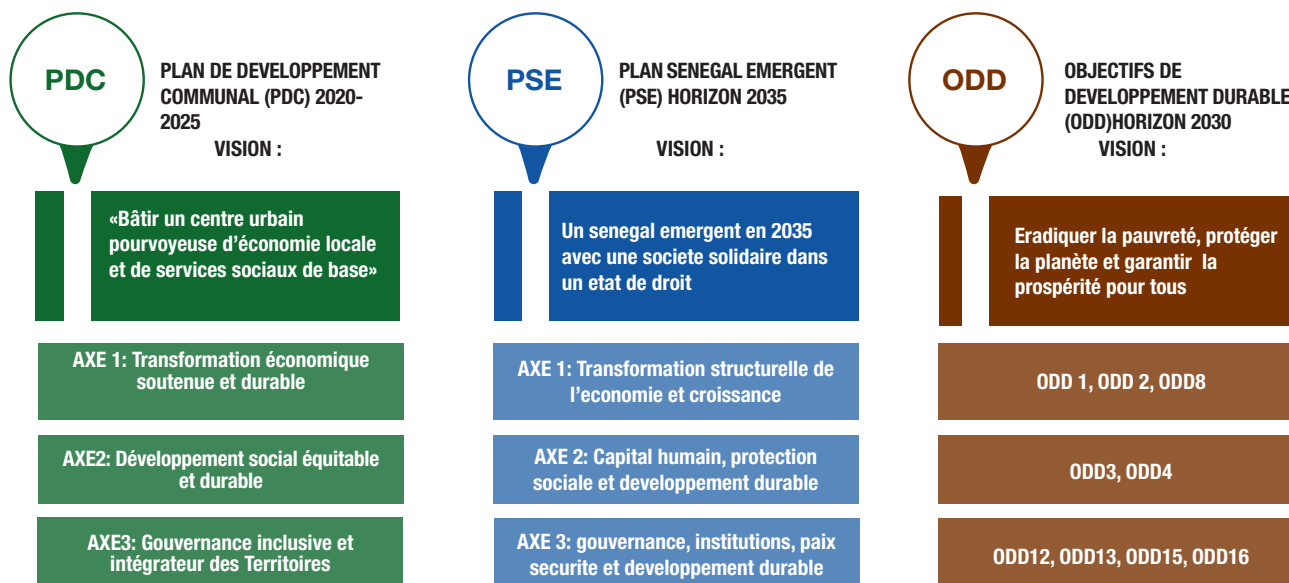 PDC
PLAN DE DEVELOPPEMENT
COMMUNAL (PDC) 2020-
2025
VISION :
«Bâtir un centre urbain
pourvoyeuse d'économie locale
et de services sociaux de base»
AXE 1: Transformation économique
soutenue et durable
AXE2: Développement social équitable
et durable
AXE3: Gouvernance inclusive et
intégrateur des Territoires
PSE
PLAN SENEGAL EMERGENT
(PSE) HORIZON 2035
VISION :
Un senegal emergent en 2035
avec une societe solidaire dans
un etat de droit
AXE 1: Transformation structurelle de
l'economie et croissance
AXE 2: Capital humain, protection
sociale et developpement durable
AXE 3: gouvernance, institutions, paix
securite et developpement durable
ODD
OBJECTIFS DE
DEVELOPPEMENT DURABLE
(ODD)HORIZON 2030
VISION :
Eradiquer la pauvreté, protéger
la planète et garantir la
prospérité pour tous
ODD 1, ODD 2, ODD8
ODD3, ODD4
ODD12, ODD13, ODD15, ODD16